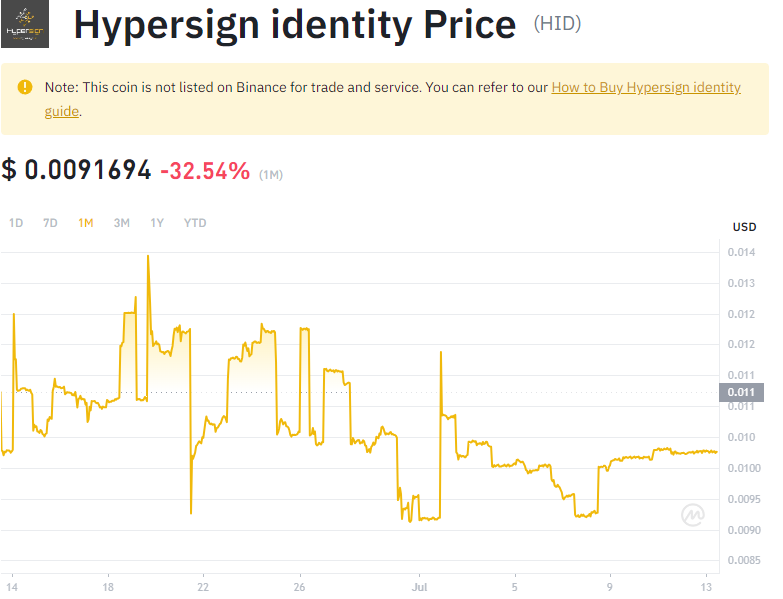 Hypersign
Hypersign identity Price (HID)
Note: This coin is not listed on Binance for trade and service. You can refer to our How to Buy Hypersign identity
guide.
$ 0.0091694 -32.54% (1M)
1D 7D 1M 3M 1Y YTD
USD
0.014
0.013
0.012
0.012
0.011
0.011
0.011
0.010
0.0100
0.0095
0.0090
0.0085
14 18 22 26 Jul 5 9 13